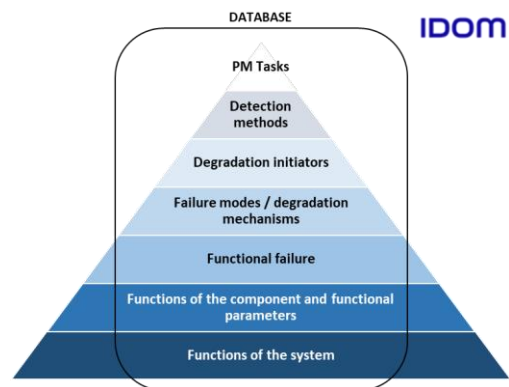 DATABASE
IDOM
PM Tasks
Detection
methods
Degradation initiators
Failure modes / degradation
mechanisms
Functional failure
Functions of the component and functional
parameters
Functions of the system